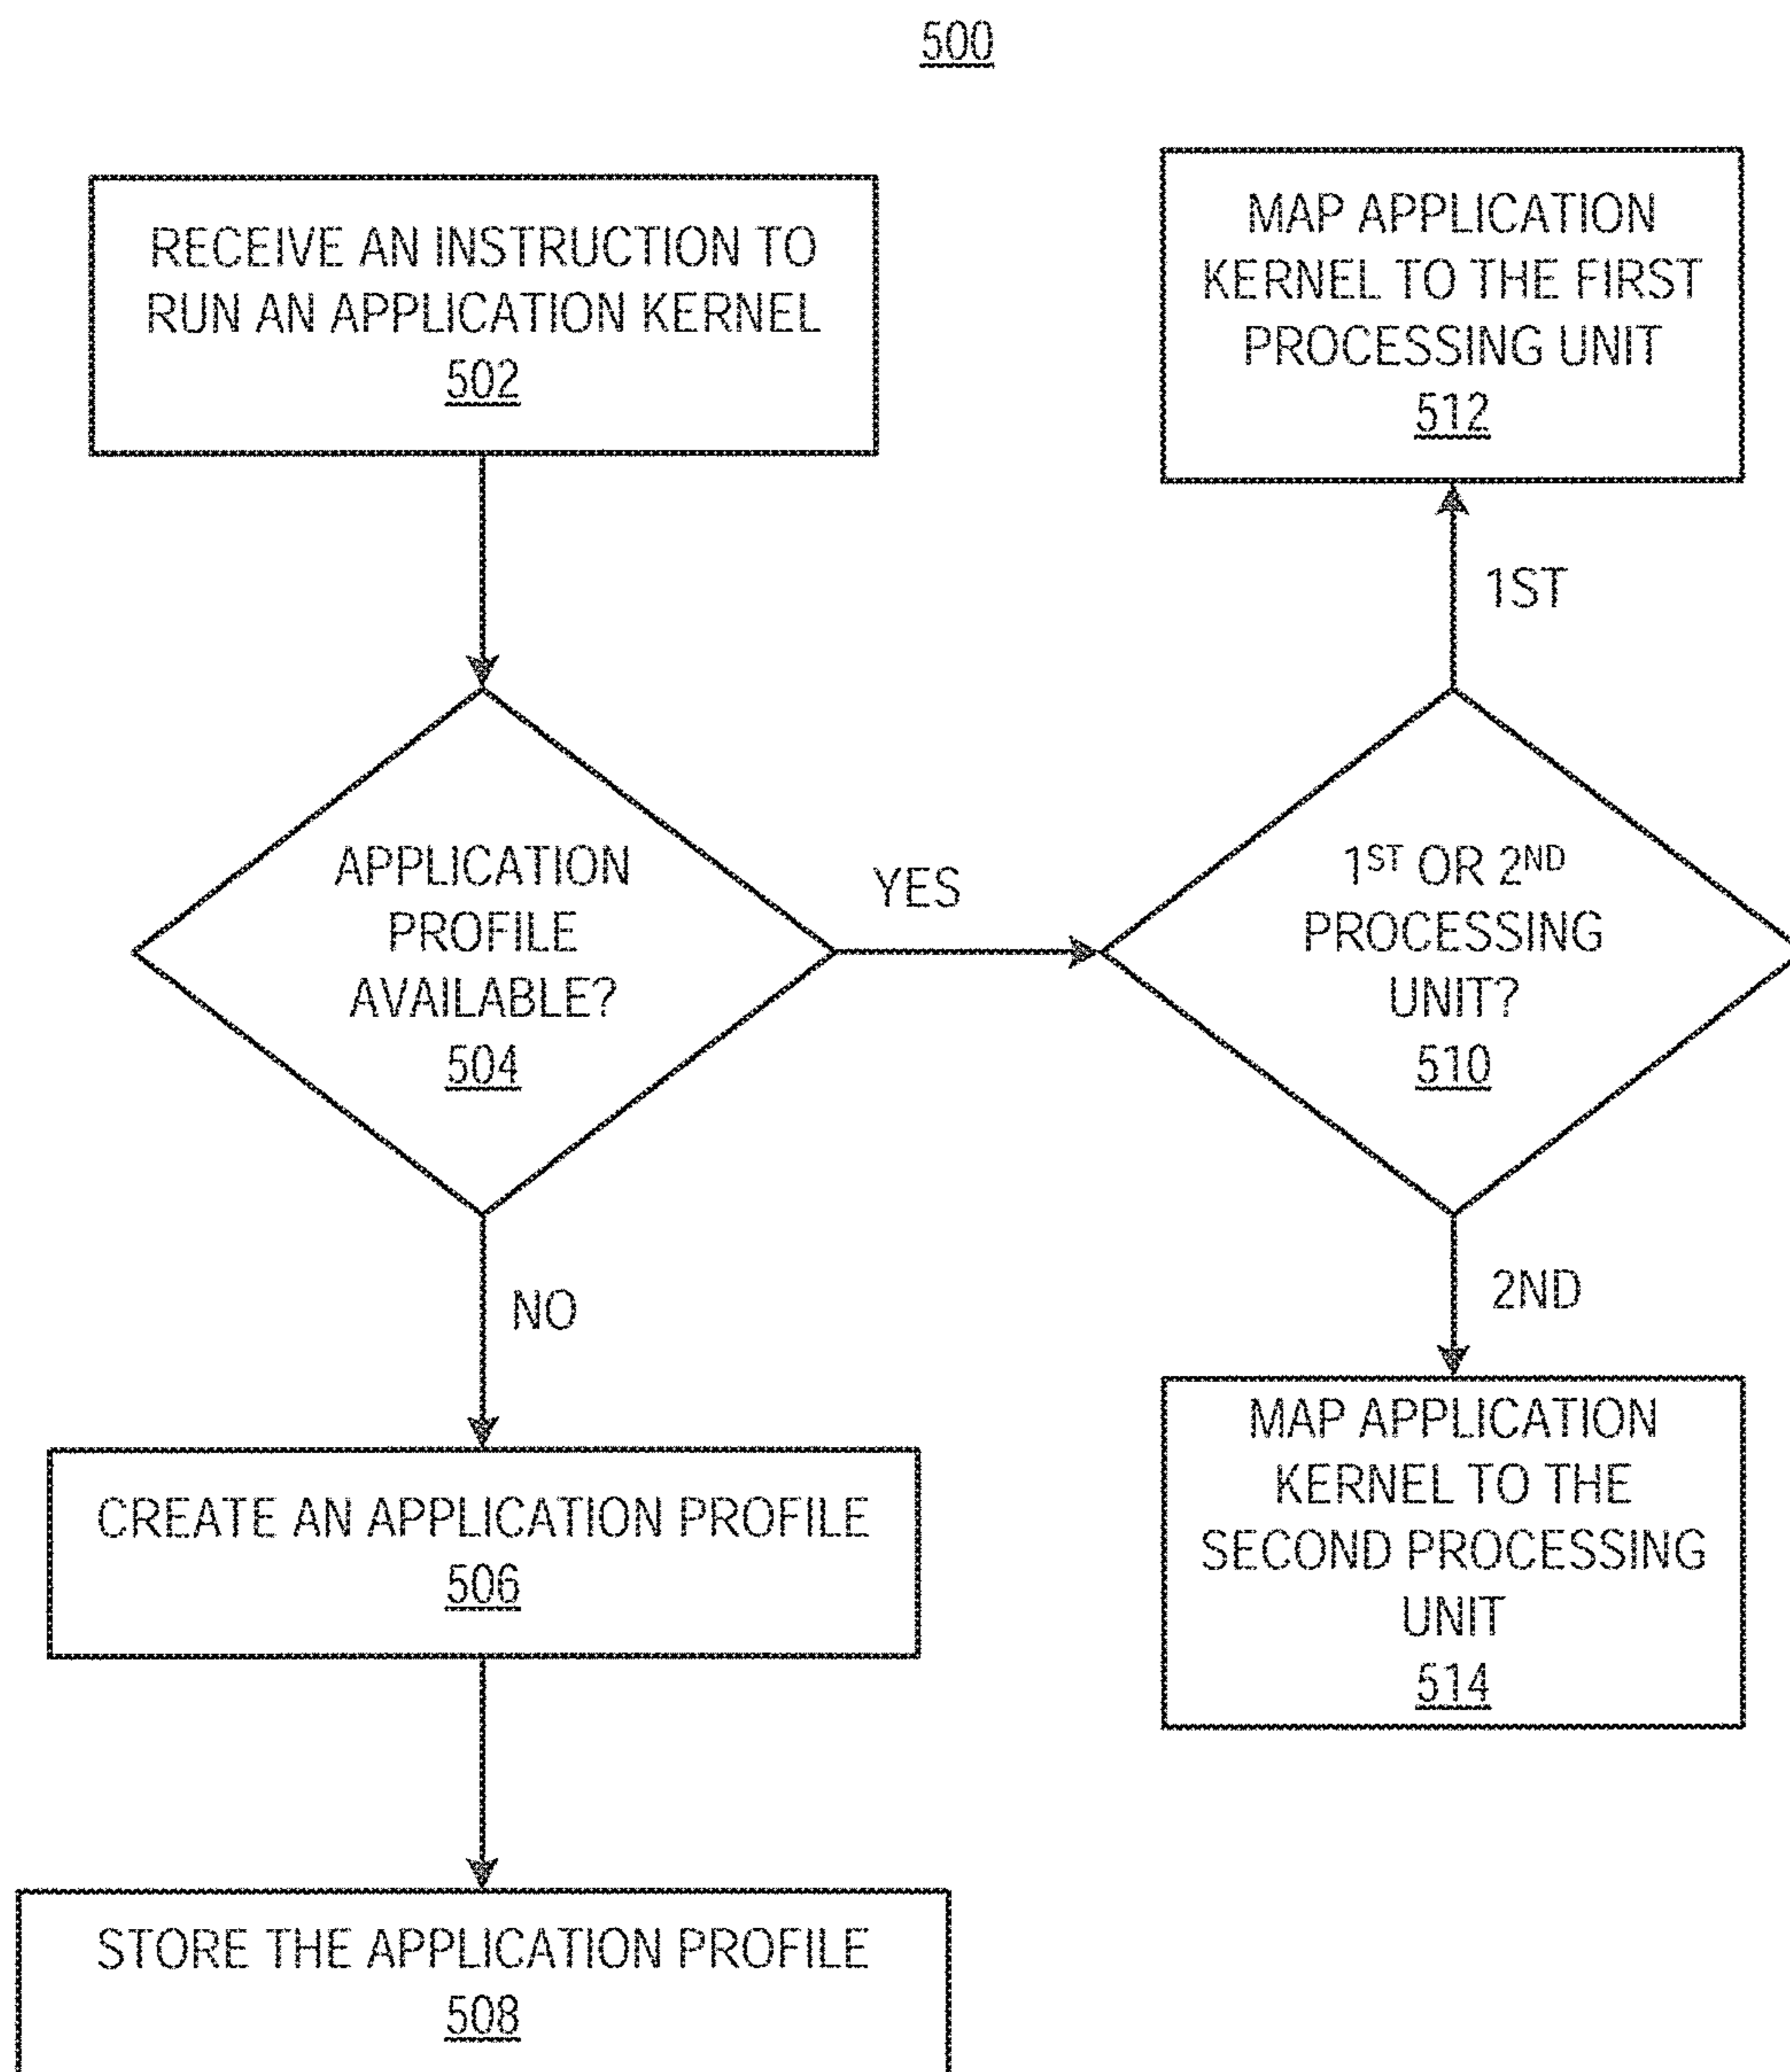 500
RECEIVE AN INSTRUCTION TO
RUN AN APPLICATION KERNEL
502
APPLICATION
PROFILE
AVAILABLE?
504
YES
NO
CREATE AN APPLICATION PROFILE
506
STORE THE APPLICATION PROFILE
508
MAP APPLICATION
KERNEL TO THE FIRST
PROCESSING UNIT
512
1ST
1ST OR 2ND
PROCESSING
UNIT?
510
2ND
MAP APPLICATION
KERNEL TO THE
SECOND PROCESSING
UNIT
514